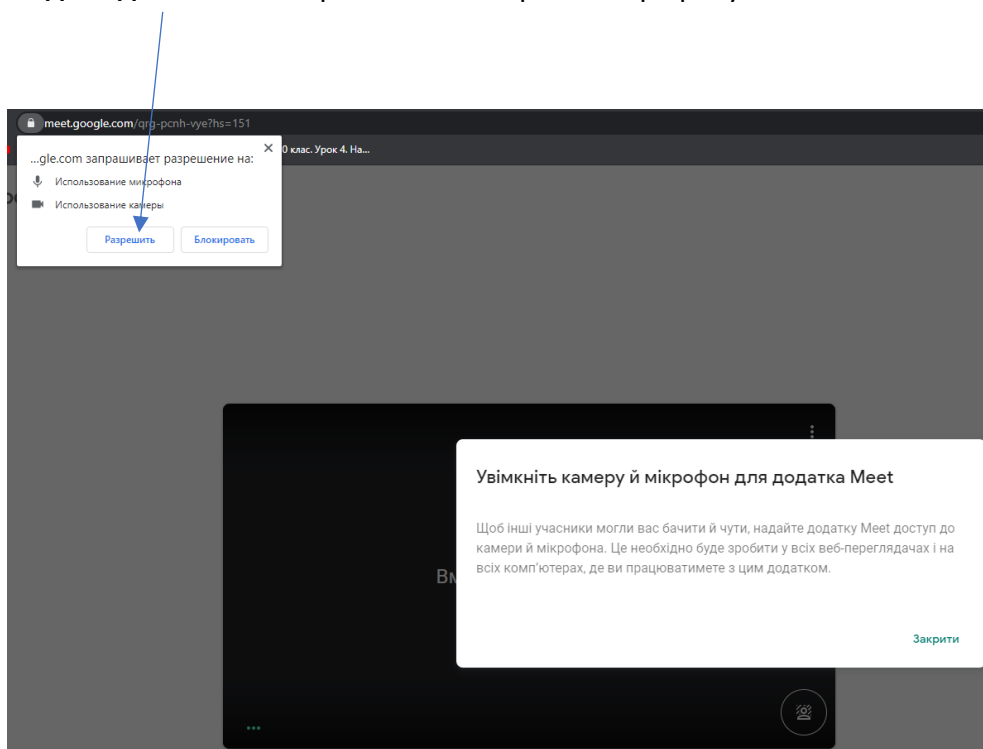 meet.google.com/qrg-pcnh-vye?hs=151
0 клас. Урок 4. На...
...gle.com запрашивает разрешение на:
Использование микрофона
Использование камеры
Разрешить Блокировать
Увімкніть камеру й мікрофон для додатка Meet
Щоб інші учасники могли вас бачити й чути, надайте додатку Meet доступ до
камери й мікрофона. Це необхідно буде зробити у всіх веб-переглядачах і на
всіх комп'ютерах, де ви працюватимете з цим додатком.
Закрити